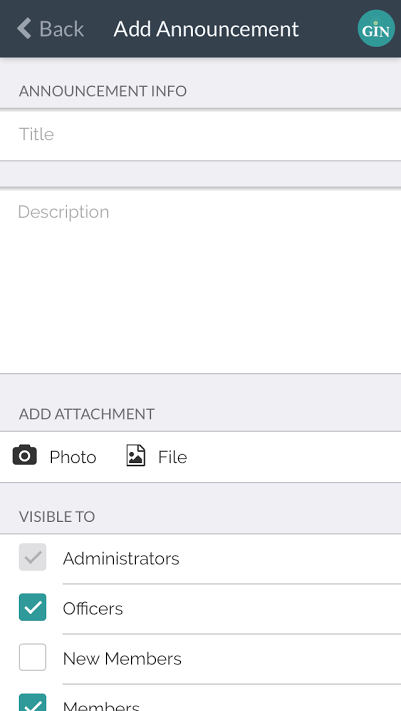 Back Add Announcement GIN
ANNOUNCEMENT INFO
Title
Description
ADD ATTACHMENT
Photo File
VISIBLE TO
Administrators
Officers
New Members
Members